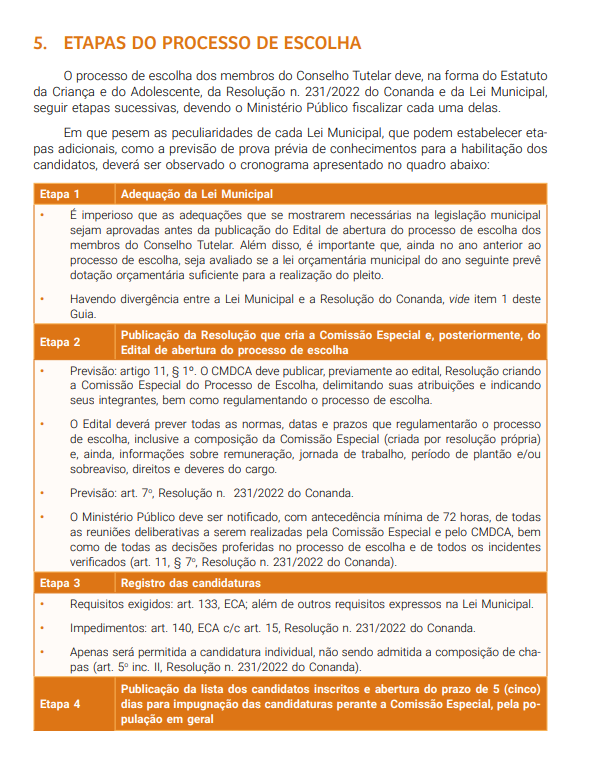 5. ETAPAS DO PROCESSO DE ESCOLHA
O processo de escolha dos membros do Conselho Tutelar deve, na forma do Estatuto
da Criança e do Adolescente, da Resolução n. 231/2022 do Conanda e da Lei Municipal,
seguir etapas sucessivas, devendo o Ministério Público fiscalizar cada uma delas.
Em que pesem as peculiaridades de cada Lei Municipal, que podem estabelecer eta-
pas adicionais, como a previsão de prova prévia de conhecimentos para a habilitação dos
candidatos, deverá ser observado o cronograma apresentado no quadro abaixo:
Etapa 1 Adequação da Lei Municipal
• É imperioso que as adequações que se mostrarem necessárias na legislação municipal
sejam aprovadas antes da publicação do Edital de abertura do processo de escolha dos
membros do Conselho Tutelar. Além disso, é importante que, ainda no ano anterior ao
processo de escolha, seja avaliado se a lei orçamentária municipal do ano seguinte prevê
dotação orçamentária suficiente para a realização do pleito.
• Havendo divergência entre a Lei Municipal e a Resolução do Conanda, vide item 1 deste
Guia.
Etapa 2 Publicação da Resolução que cria a Comissão Especial e, posteriormente, do
Edital de abertura do processo de escolha
• Previsão: artigo 11, § 1º. O CMDCA deve publicar, previamente ao edital, Resolução criando
a Comissão Especial do Processo de Escolha, delimitando suas atribuições e indicando
seus integrantes, bem como regulamentando o processo de escolha.
• O Edital deverá prever todas as normas, datas e prazos que regulamentarão o processo
de escolha, inclusive a composição da Comissão Especial (criada por resolução própria)
e, ainda, informações sobre remuneração, jornada de trabalho, período de plantão e/ou
sobreaviso, direitos e deveres do cargo.
• Previsão: art. 7º, Resolução n. 231/2022 do Conanda.
• O Ministério Público deve ser notificado, com antecedência mínima de 72 horas, de todas
as reuniões deliberativas a serem realizadas pela Comissão Especial e pelo CMDCA, bem
como de todas as decisões proferidas no processo de escolha e de todos os incidentes
verificados (art. 11, § 7º, Resolução n. 231/2022 do Conanda).
Etapa 3 Registro das candidaturas
• Requisitos exigidos: art. 133, ECA; além de outros requisitos expressos na Lei Municipal.
• Impedimentos: art. 140, ECA c/c art. 15, Resolução n. 231/2022 do Conanda.
• Apenas será permitida a candidatura individual, não sendo admitida a composição de cha-
pas (art. 5º inc. II, Resolução n. 231/2022 do Conanda).
Etapa 4 Publicação da lista dos candidatos inscritos e abertura do prazo de 5 (cinco)
dias para impugnação das candidaturas perante a Comissão Especial, pela po-
pulação em geral